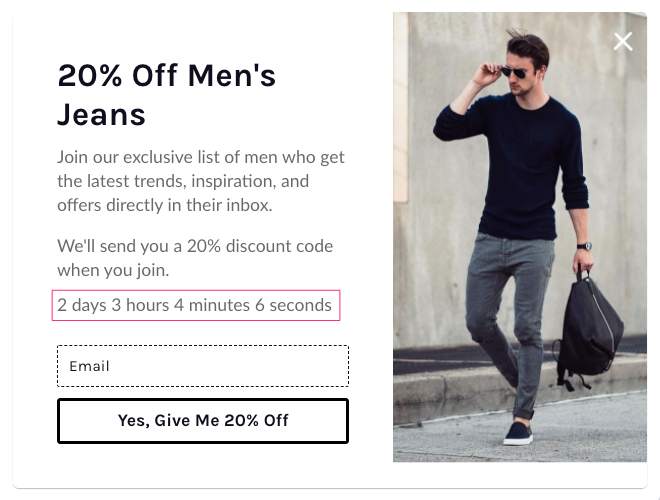 20% Off Men's
Jeans
Join our exclusive list of men who get
the latest trends, inspiration, and
offers directly in their inbox.
We'll send you a 20% discount code
when you join.
2 days 3 hours 4 minutes 6 seconds
Email
Yes, Give Me 20% Off